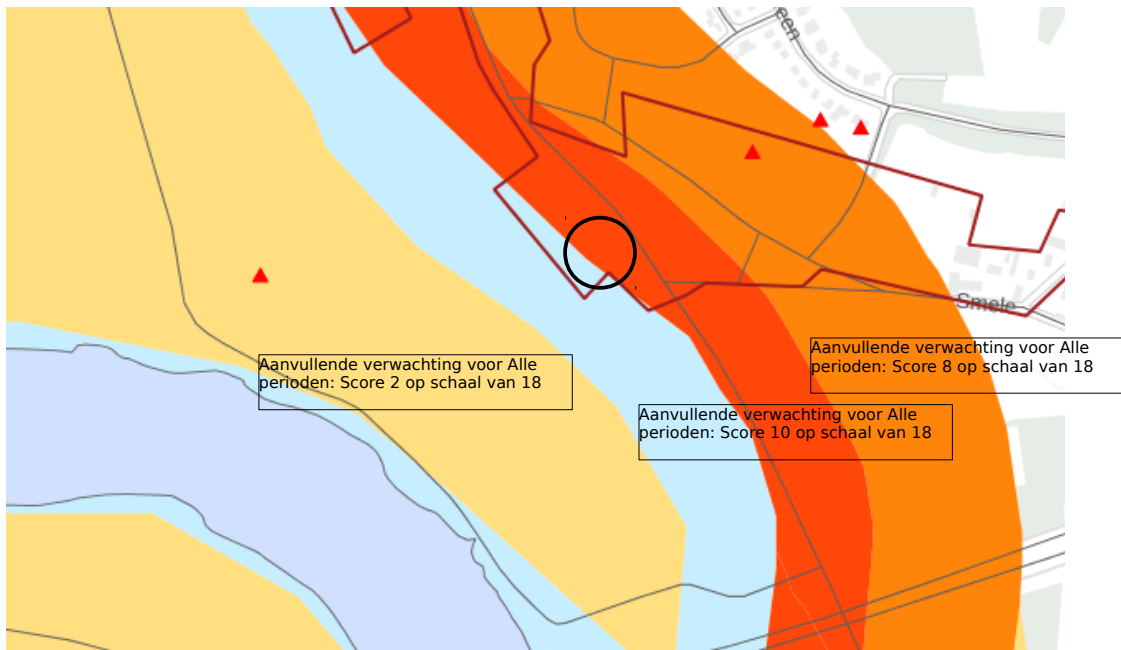 een
Smele
Aanvullende verwachting voor Alle
perioden: Score 8 op schaal van 18
Aanvullende verwachting voor Alle
perioden: Score 2 op schaal van 18
Aanvullende verwachting voor Alle
perioden: Score 10 op schaal van 18